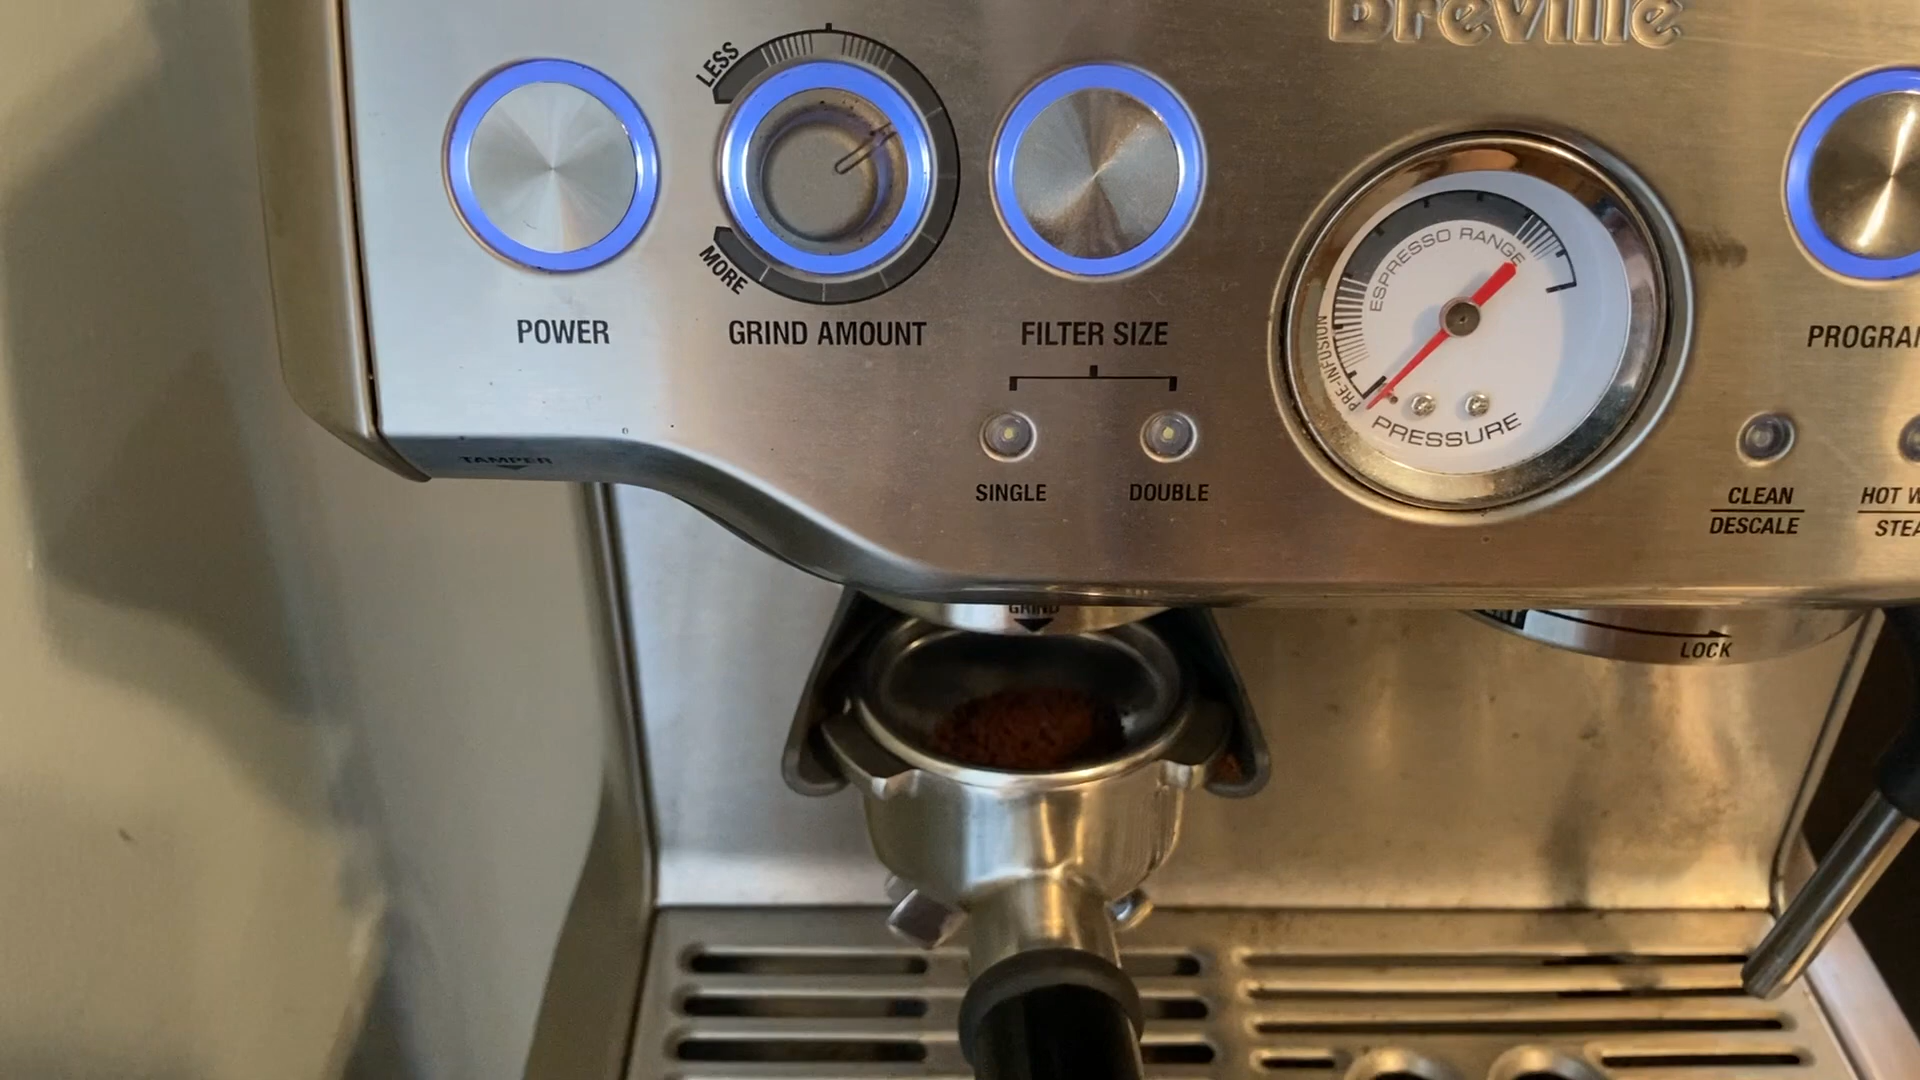 Breville
LESS
MORE
POWER
GRIND AMOUNT
FILTER SIZE
ESPRESSO RANGE
PRE-INFUSION
PRESSURE
TAMPER
SINGLE
DOUBLE
CLEAN
DESCALE
GRIND
LOCK